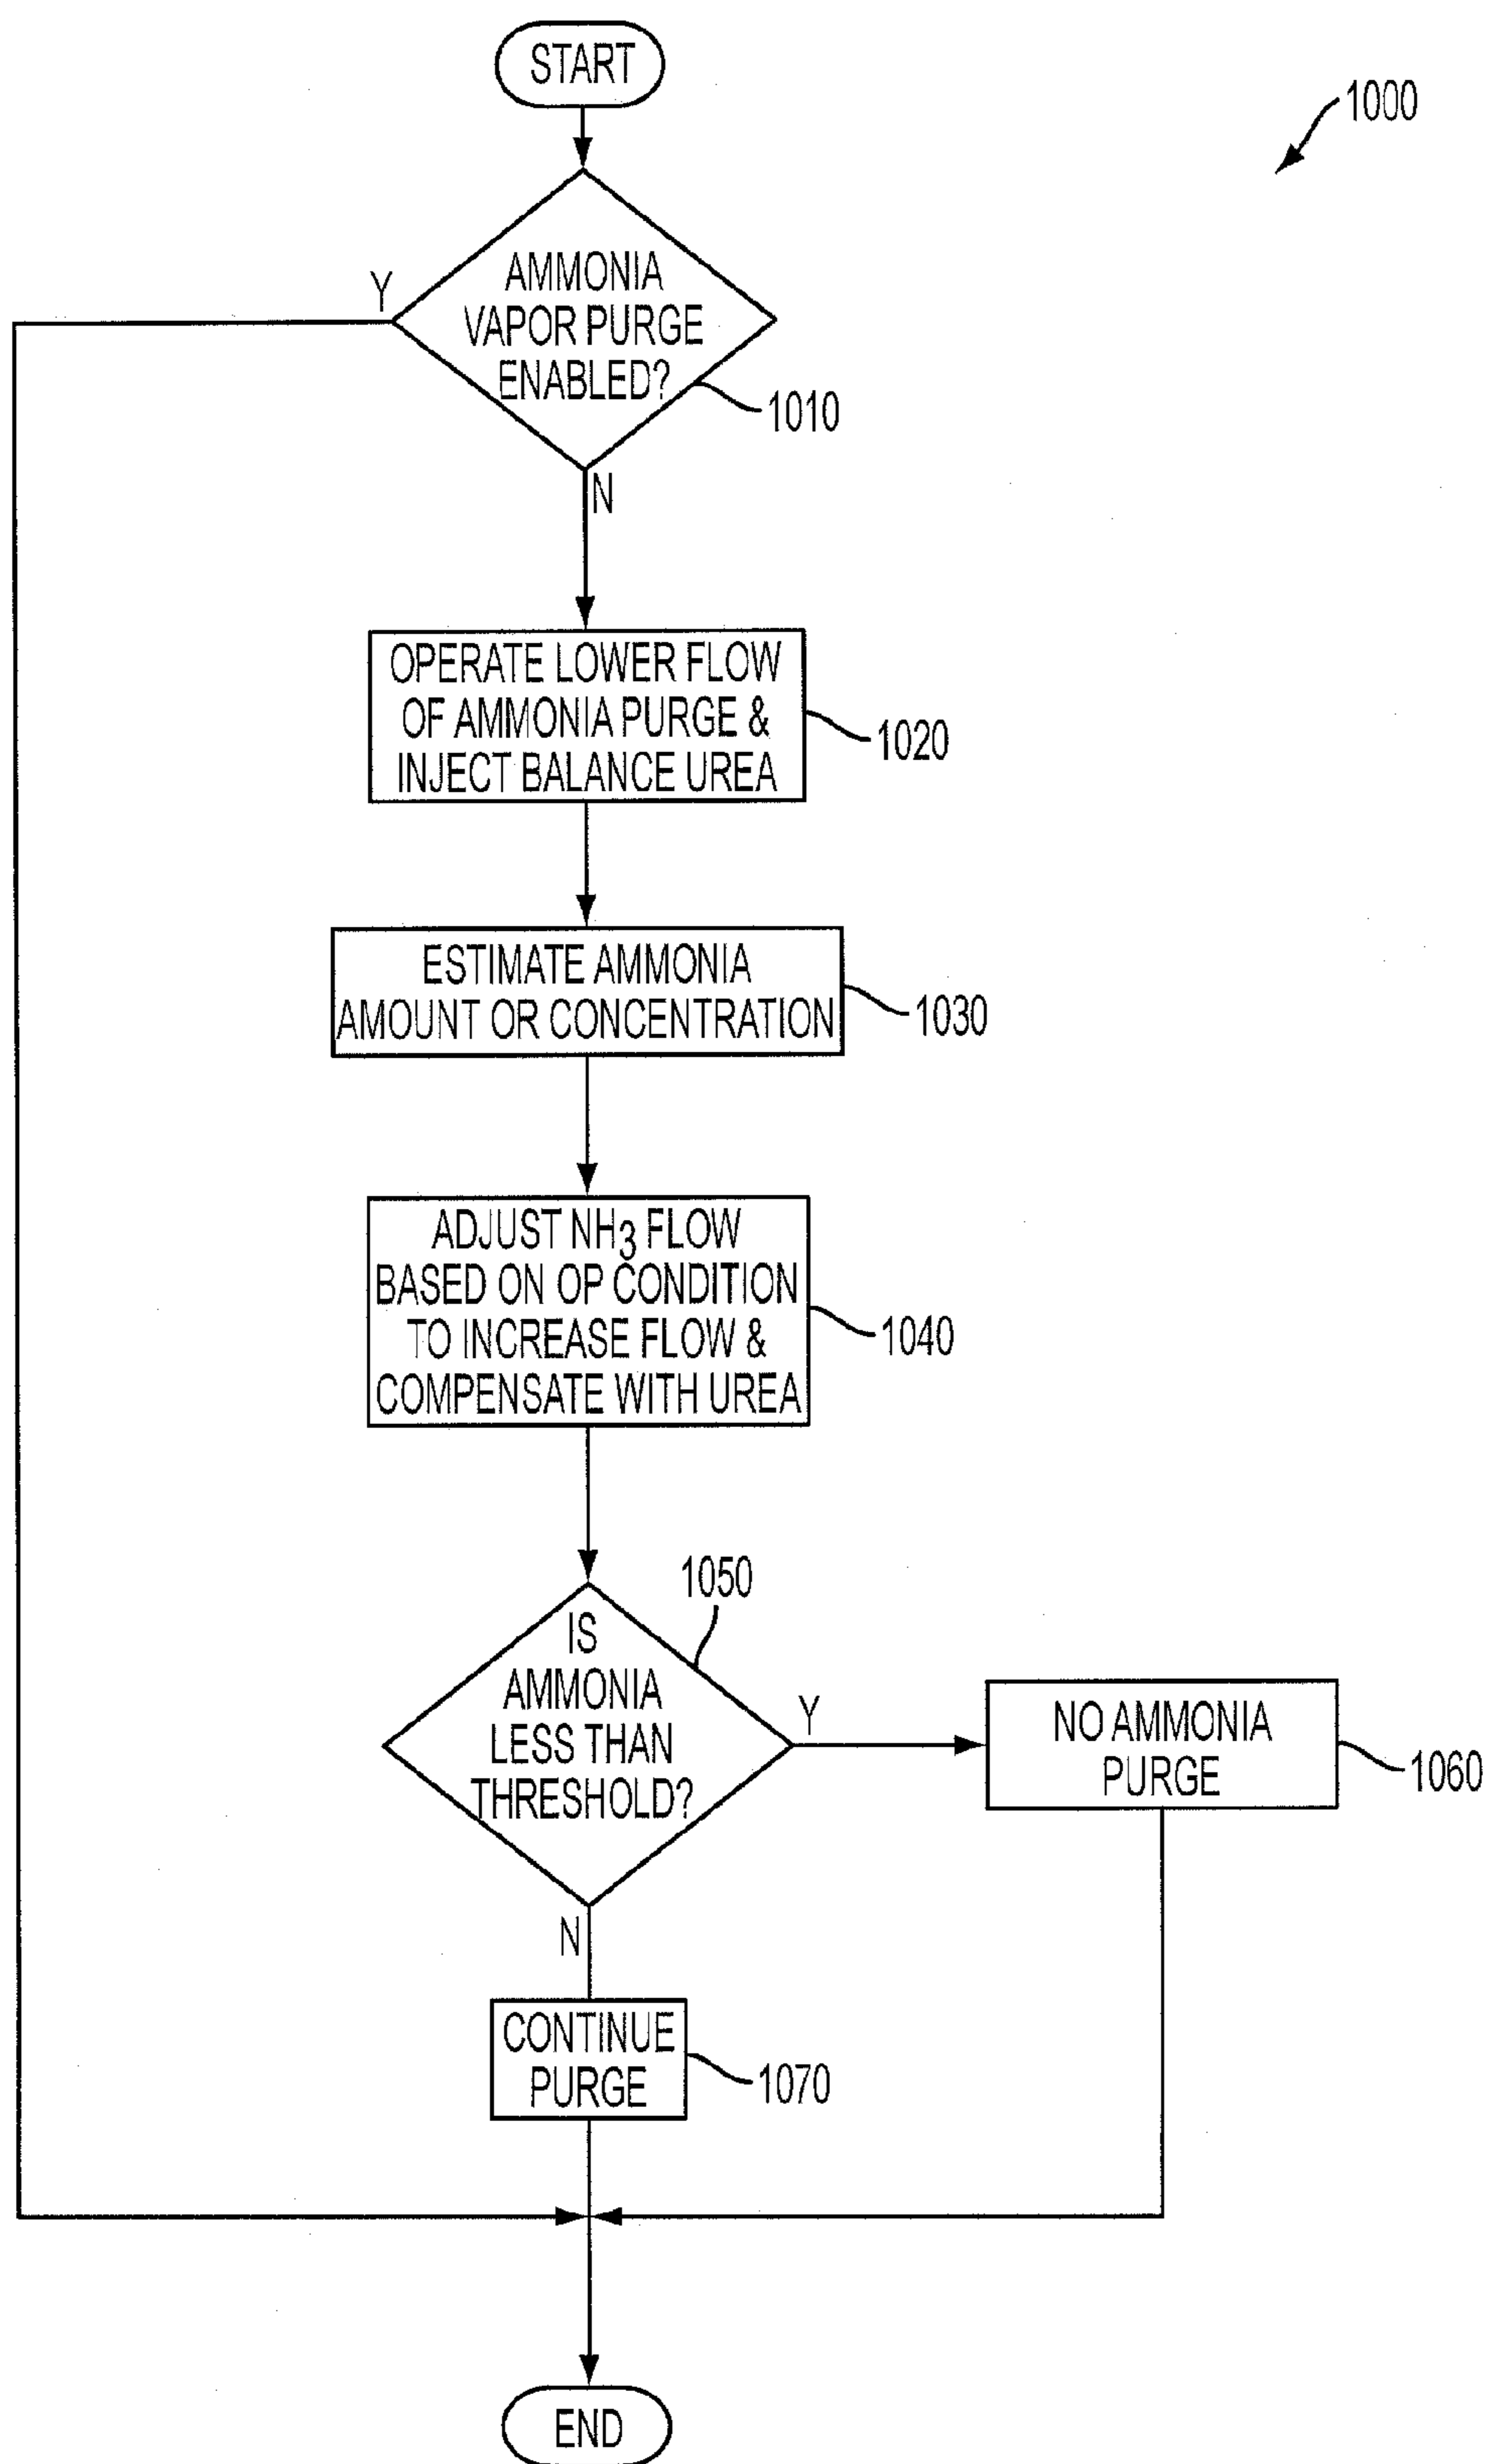 START
1000
AMMONIA
VAPOR PURGE
ENABLED?
Y
1010
N
OPERATE LOWER FLOW
OF AMMONIA PURGE &
INJECT BALANCE UREA
1020
ESTIMATE AMMONIA
AMOUNT OR CONCENTRATION
1030
ADJUST NH3 FLOW
BASED ON OP CONDITION
TO INCREASE FLOW &
COMPENSATE WITH UREA
1040
1050
IS
AMMONIA
LESS THAN
THRESHOLD?
Y
NO AMMONIA
PURGE
1060
N
CONTINUE
PURGE
1070
END